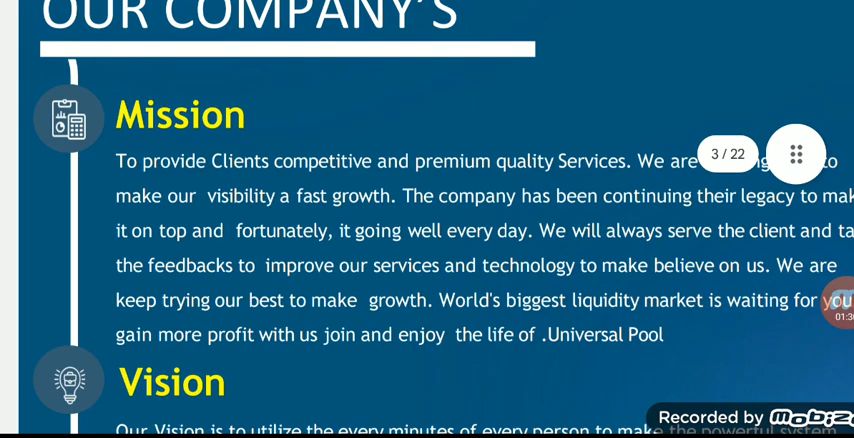 OUR COMPANY'S
Mission
To provide Clients competitive and premium quality Services. We are
3 / 22
make our visibility a fast growth. The company has been continuing their legacy to
it on top and fortunately, it going well every day. We will always serve the client and
the feedbacks to improve our services and technology to make believe on us. We are
keep trying our best to make growth. World's biggest liquidity market is waiting for
gain more profit with us join and enjoy the life of .Universal Pool
Vision
Our Vision is to utilize the every minutes of every person to make the powerful system
Recorded by